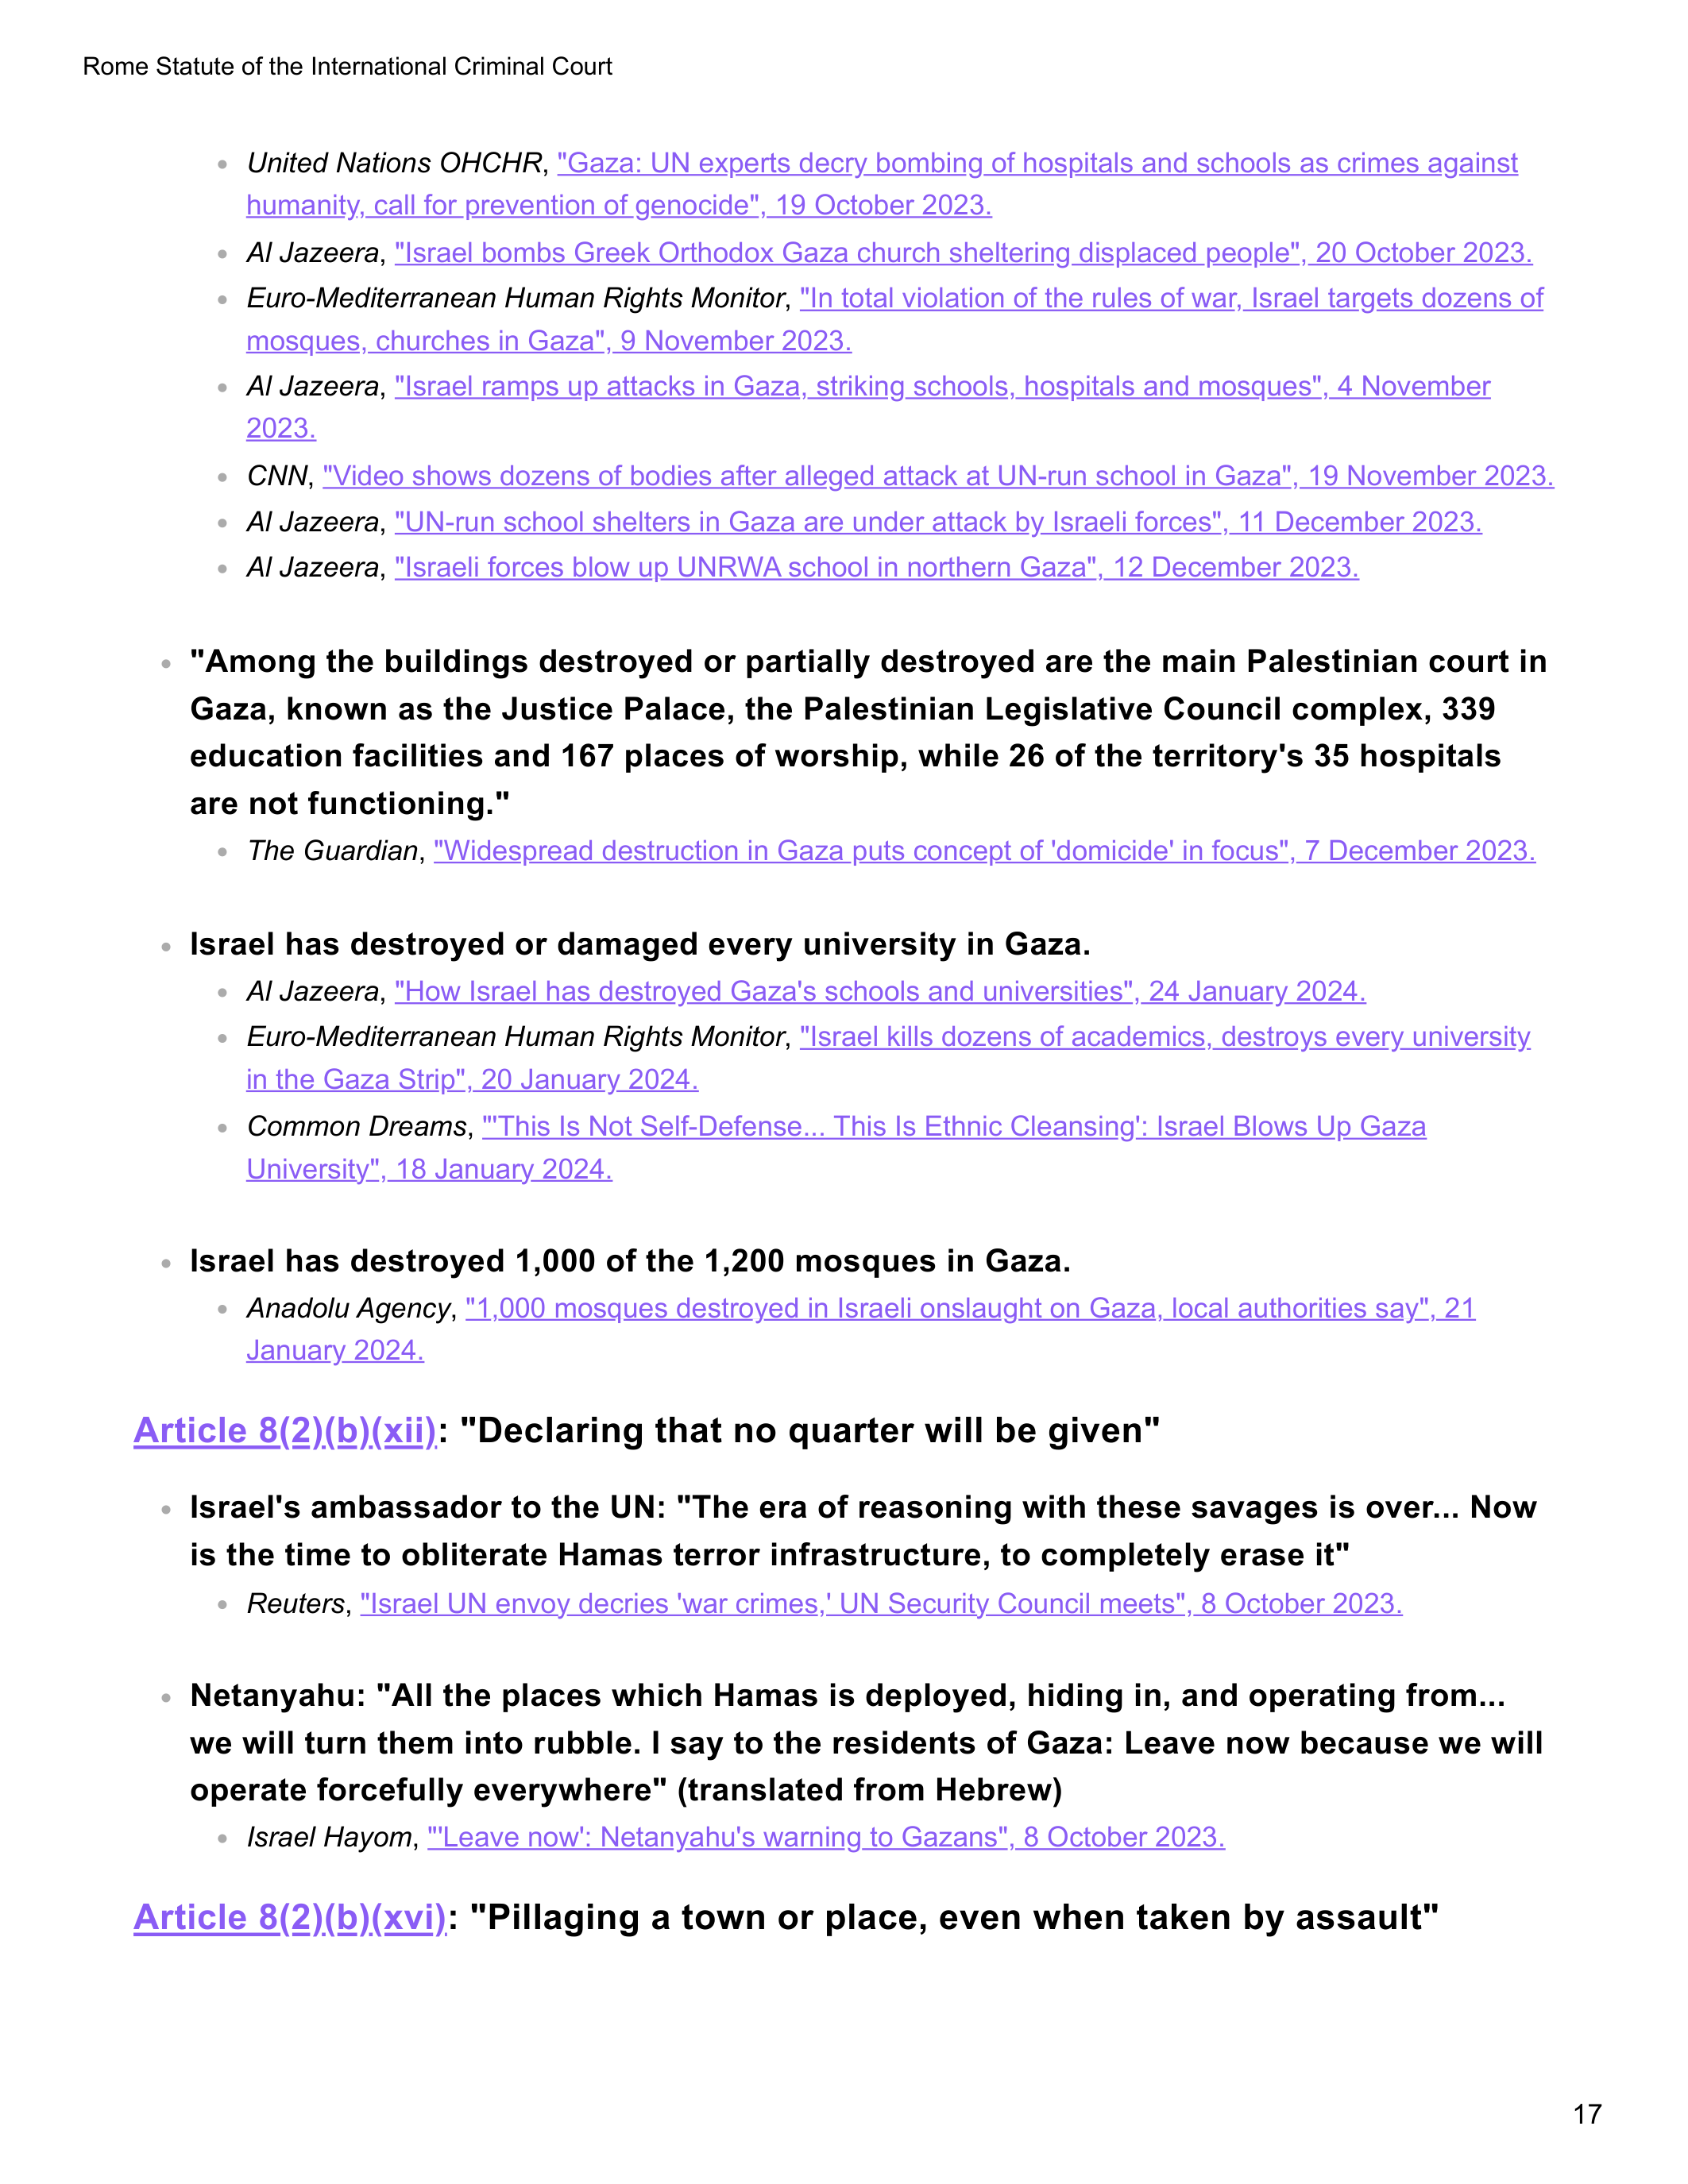 Rome Statute of the International Criminal Court
• United Nations OHCHR, "Gaza: UN experts decry bombing of hospitals and schools as crimes against
humanity, call for prevention of genocide", 19 October 2023.
• Al Jazeera, "Israel bombs Greek Orthodox Gaza church sheltering displaced people", 20 October 2023.
• Euro-Mediterranean Human Rights Monitor, "In total violation of the rules of war, Israel targets dozens of
mosques, churches in Gaza", 9 November 2023.
• Al Jazeera, "Israel ramps up attacks in Gaza, striking schools, hospitals and mosques", 4 November
2023.
• CNN, "Video shows dozens of bodies after alleged attack at UN-run school in Gaza", 19 November 2023.
• Al Jazeera, "UN-run school shelters in Gaza are under attack by Israeli forces", 11 December 2023.
• Al Jazeera, "Israeli forces blow up UNRWA school in northern Gaza", 12 December 2023.
• "Among the buildings destroyed or partially destroyed are the main Palestinian court in
Gaza, known as the Justice Palace, the Palestinian Legislative Council complex, 339
education facilities and 167 places of worship, while 26 of the territory's 35 hospitals
are not functioning."
• The Guardian, "Widespread destruction in Gaza puts concept of 'domicide' in focus", 7 December 2023.
• Israel has destroyed or damaged every university in Gaza.
• Al Jazeera, "How Israel has destroyed Gaza's schools and universities", 24 January 2024.
• Euro-Mediterranean Human Rights Monitor, "Israel kills dozens of academics, destroys every university
in the Gaza Strip", 20 January 2024.
• Common Dreams, "'This Is Not Self-Defense... This Is Ethnic Cleansing': Israel Blows Up Gaza
University", 18 January 2024.
• Israel has destroyed 1,000 of the 1,200 mosques in Gaza.
• Anadolu Agency, "1,000 mosques destroyed in Israeli onslaught on Gaza, local authorities say", 21
January 2024.
Article 8(2)(b)(xii): "Declaring that no quarter will be given"
• Israel's ambassador to the UN: "The era of reasoning with these savages is over... Now
is the time to obliterate Hamas terror infrastructure, to completely erase it"
• Reuters, "Israel UN envoy decries 'war crimes,' UN Security Council meets", 8 October 2023.
• Netanyahu: "All the places which Hamas is deployed, hiding in, and operating from...
we will turn them into rubble. I say to the residents of Gaza: Leave now because we will
operate forcefully everywhere" (translated from Hebrew)
• Israel Hayom, "'Leave now': Netanyahu's warning to Gazans", 8 October 2023.
Article 8(2)(b)(xvi): "Pillaging a town or place, even when taken by assault"
17